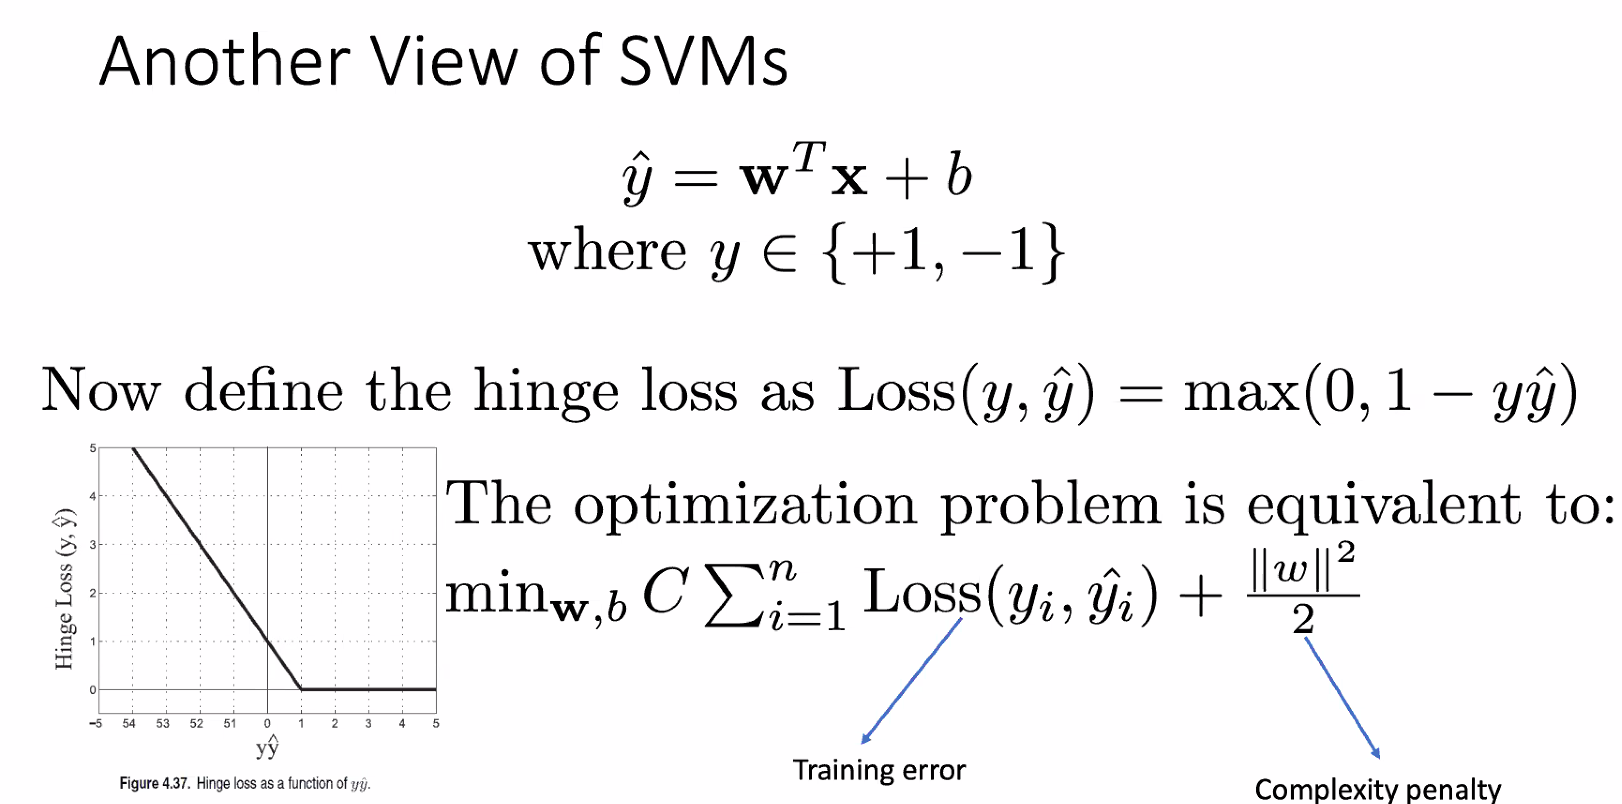 Another View of SVMs
ŷ = w^T x + b
where y ∈ {+1, −1}
Now define the hinge loss as Loss(y, ŷ) = max(0, 1 − yŷ)
The optimization problem is equivalent to:
min_{w,b} C ∑_{i=1}^{n} Loss(y_i, ŷ_i) + ‖w‖²/2
Training error
Complexity penalty
Hinge Loss (y, ŷ)
5
4
3
2
1
0
−5 54 53 52 51 0 1 2 3 4 5
yŷ
Figure 4.37. Hinge loss as a function of yŷ.